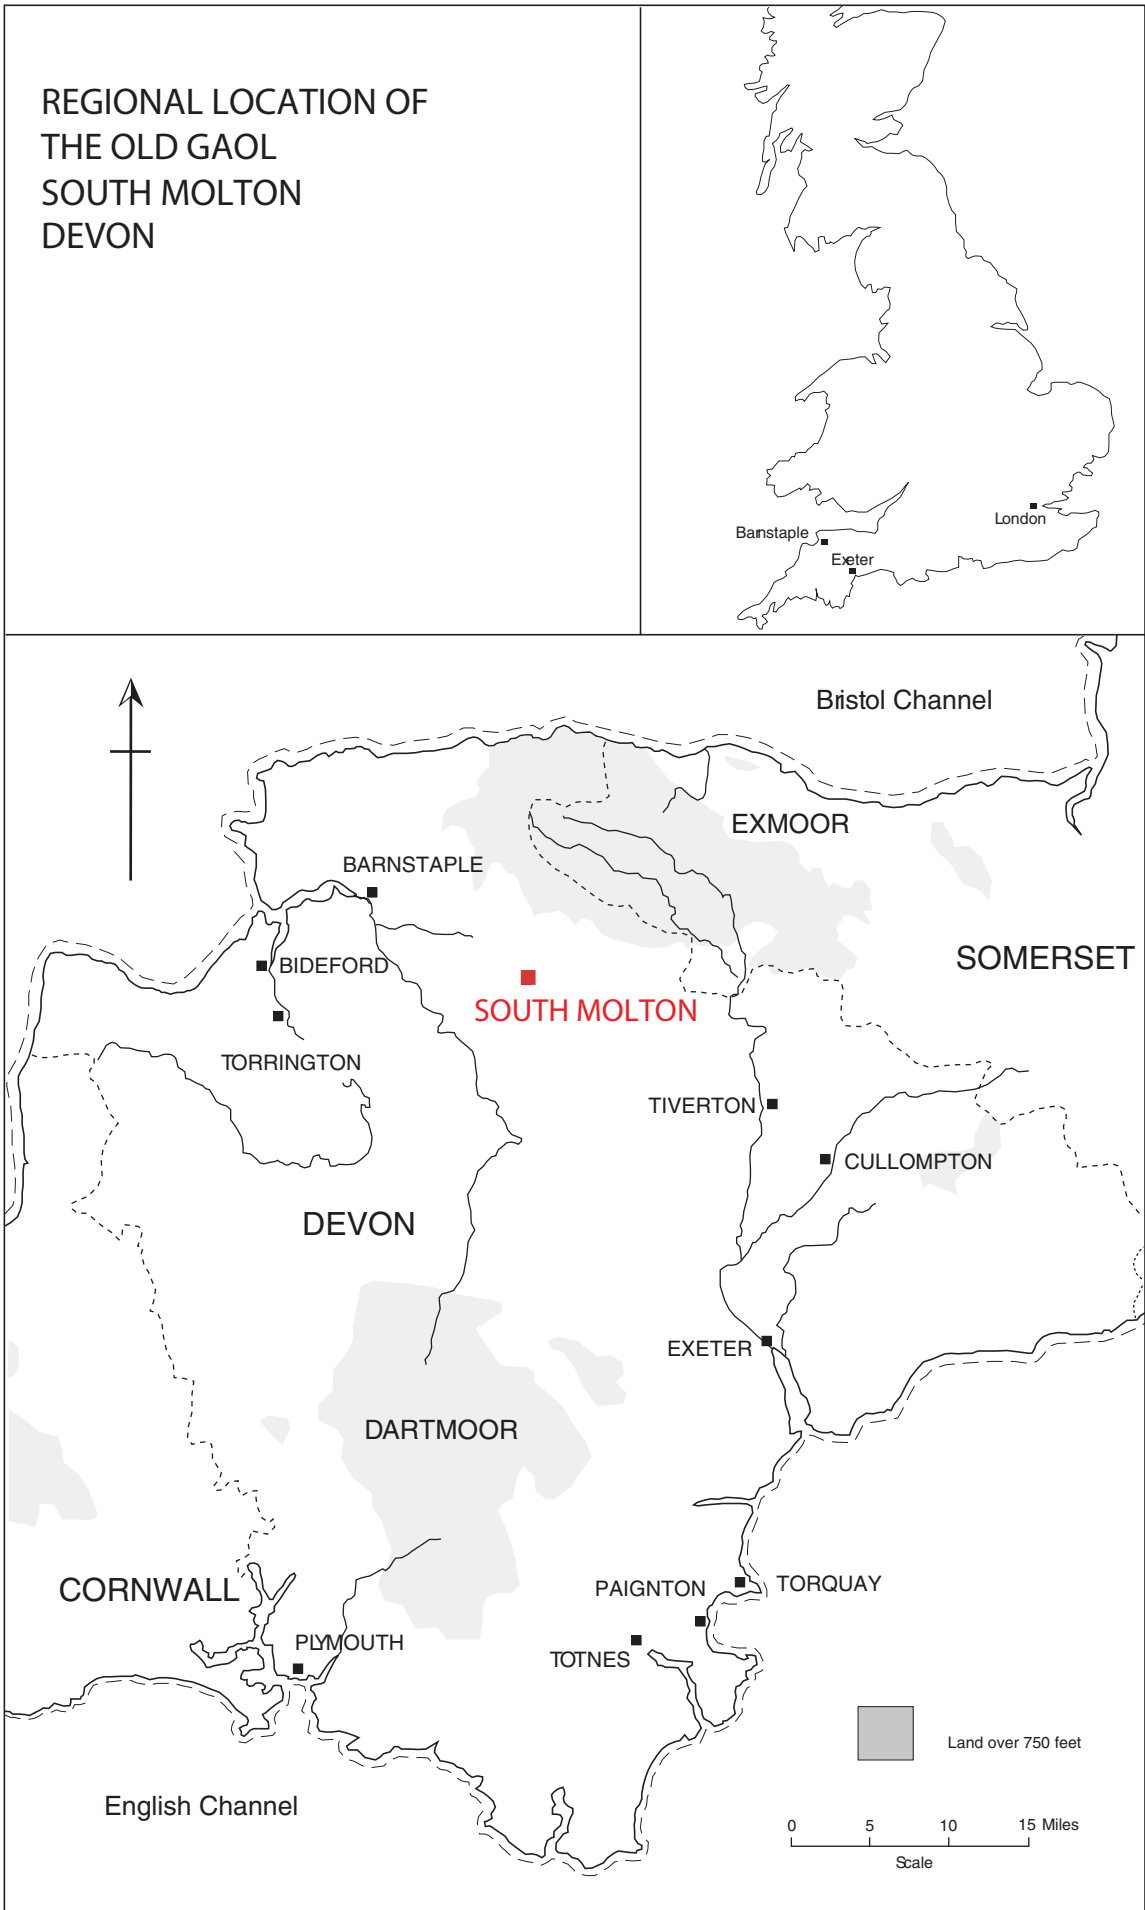 REGIONAL LOCATION OF
THE OLD GAOL
SOUTH MOLTON
DEVON
Barnstaple
Exeter
London
Bristol Channel
EXMOOR
BARNSTAPLE
SOMERSET
BIDEFORD
SOUTH MOLTON
TORRINGTON
TIVERTON
CULLOMPTON
DEVON
EXETER
DARTMOOR
CORNWALL
PAIGNTON
TORQUAY
PLYMOUTH
TOTNES
Land over 750 feet
English Channel
0 5 10 15 Miles
Scale